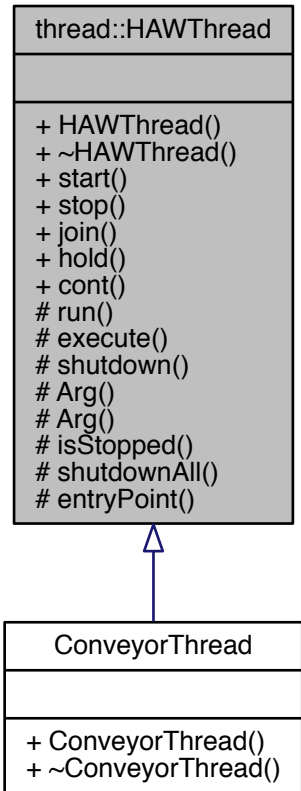 thread::HAWThread
+ HAWThread()
+ ~HAWThread()
+ start()
+ stop()
+ join()
+ hold()
+ cont()
# run()
# execute()
# shutdown()
# Arg()
# Arg()
# isStopped()
# shutdownAll()
# entryPoint()
ConveyorThread
+ ConveyorThread()
+ ~ConveyorThread()